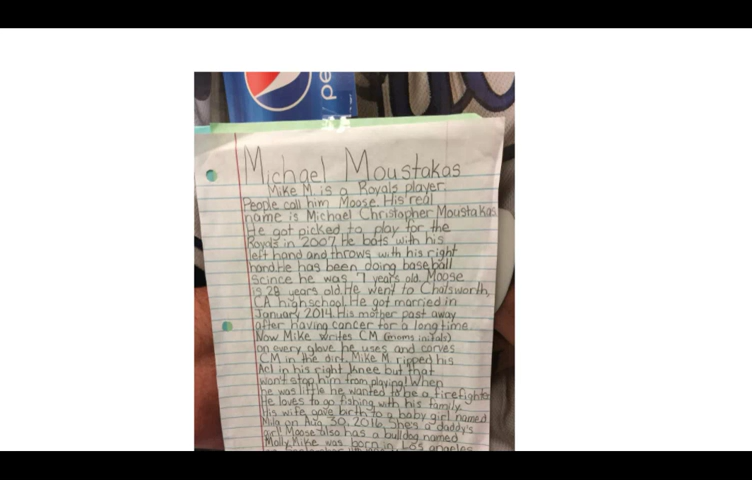 pe
Michael Moustakas
Mike M. is a Royals player.
People call him Moose. His real
name is Michael Christopher Moustakas.
He got picked to play for the
Royals in 2007. He bats with his
left hand and throws with his right
hand. He has been doing baseball
scince he was 7 years old. Moose
is 28 years old. He went to Chatsworth,
CA highschool. He got married in
January 2014. His mother past away
after having cancer for a long time.
Now Mike writes CM (moms initals)
on every glove he uses and carves
CM in the dirt. Mike M. ripped his
Acl in his right knee but that
won't stop him from playing! When
he was little he wanted to be a firefighter
He loves to go fishing with his family.
His wife gave birth to a baby girl named
Mila on Aug. 30, 2016. She's a daddy's
girl. Moose also has a bulldog named
Molly. Mike was born in Los angeles